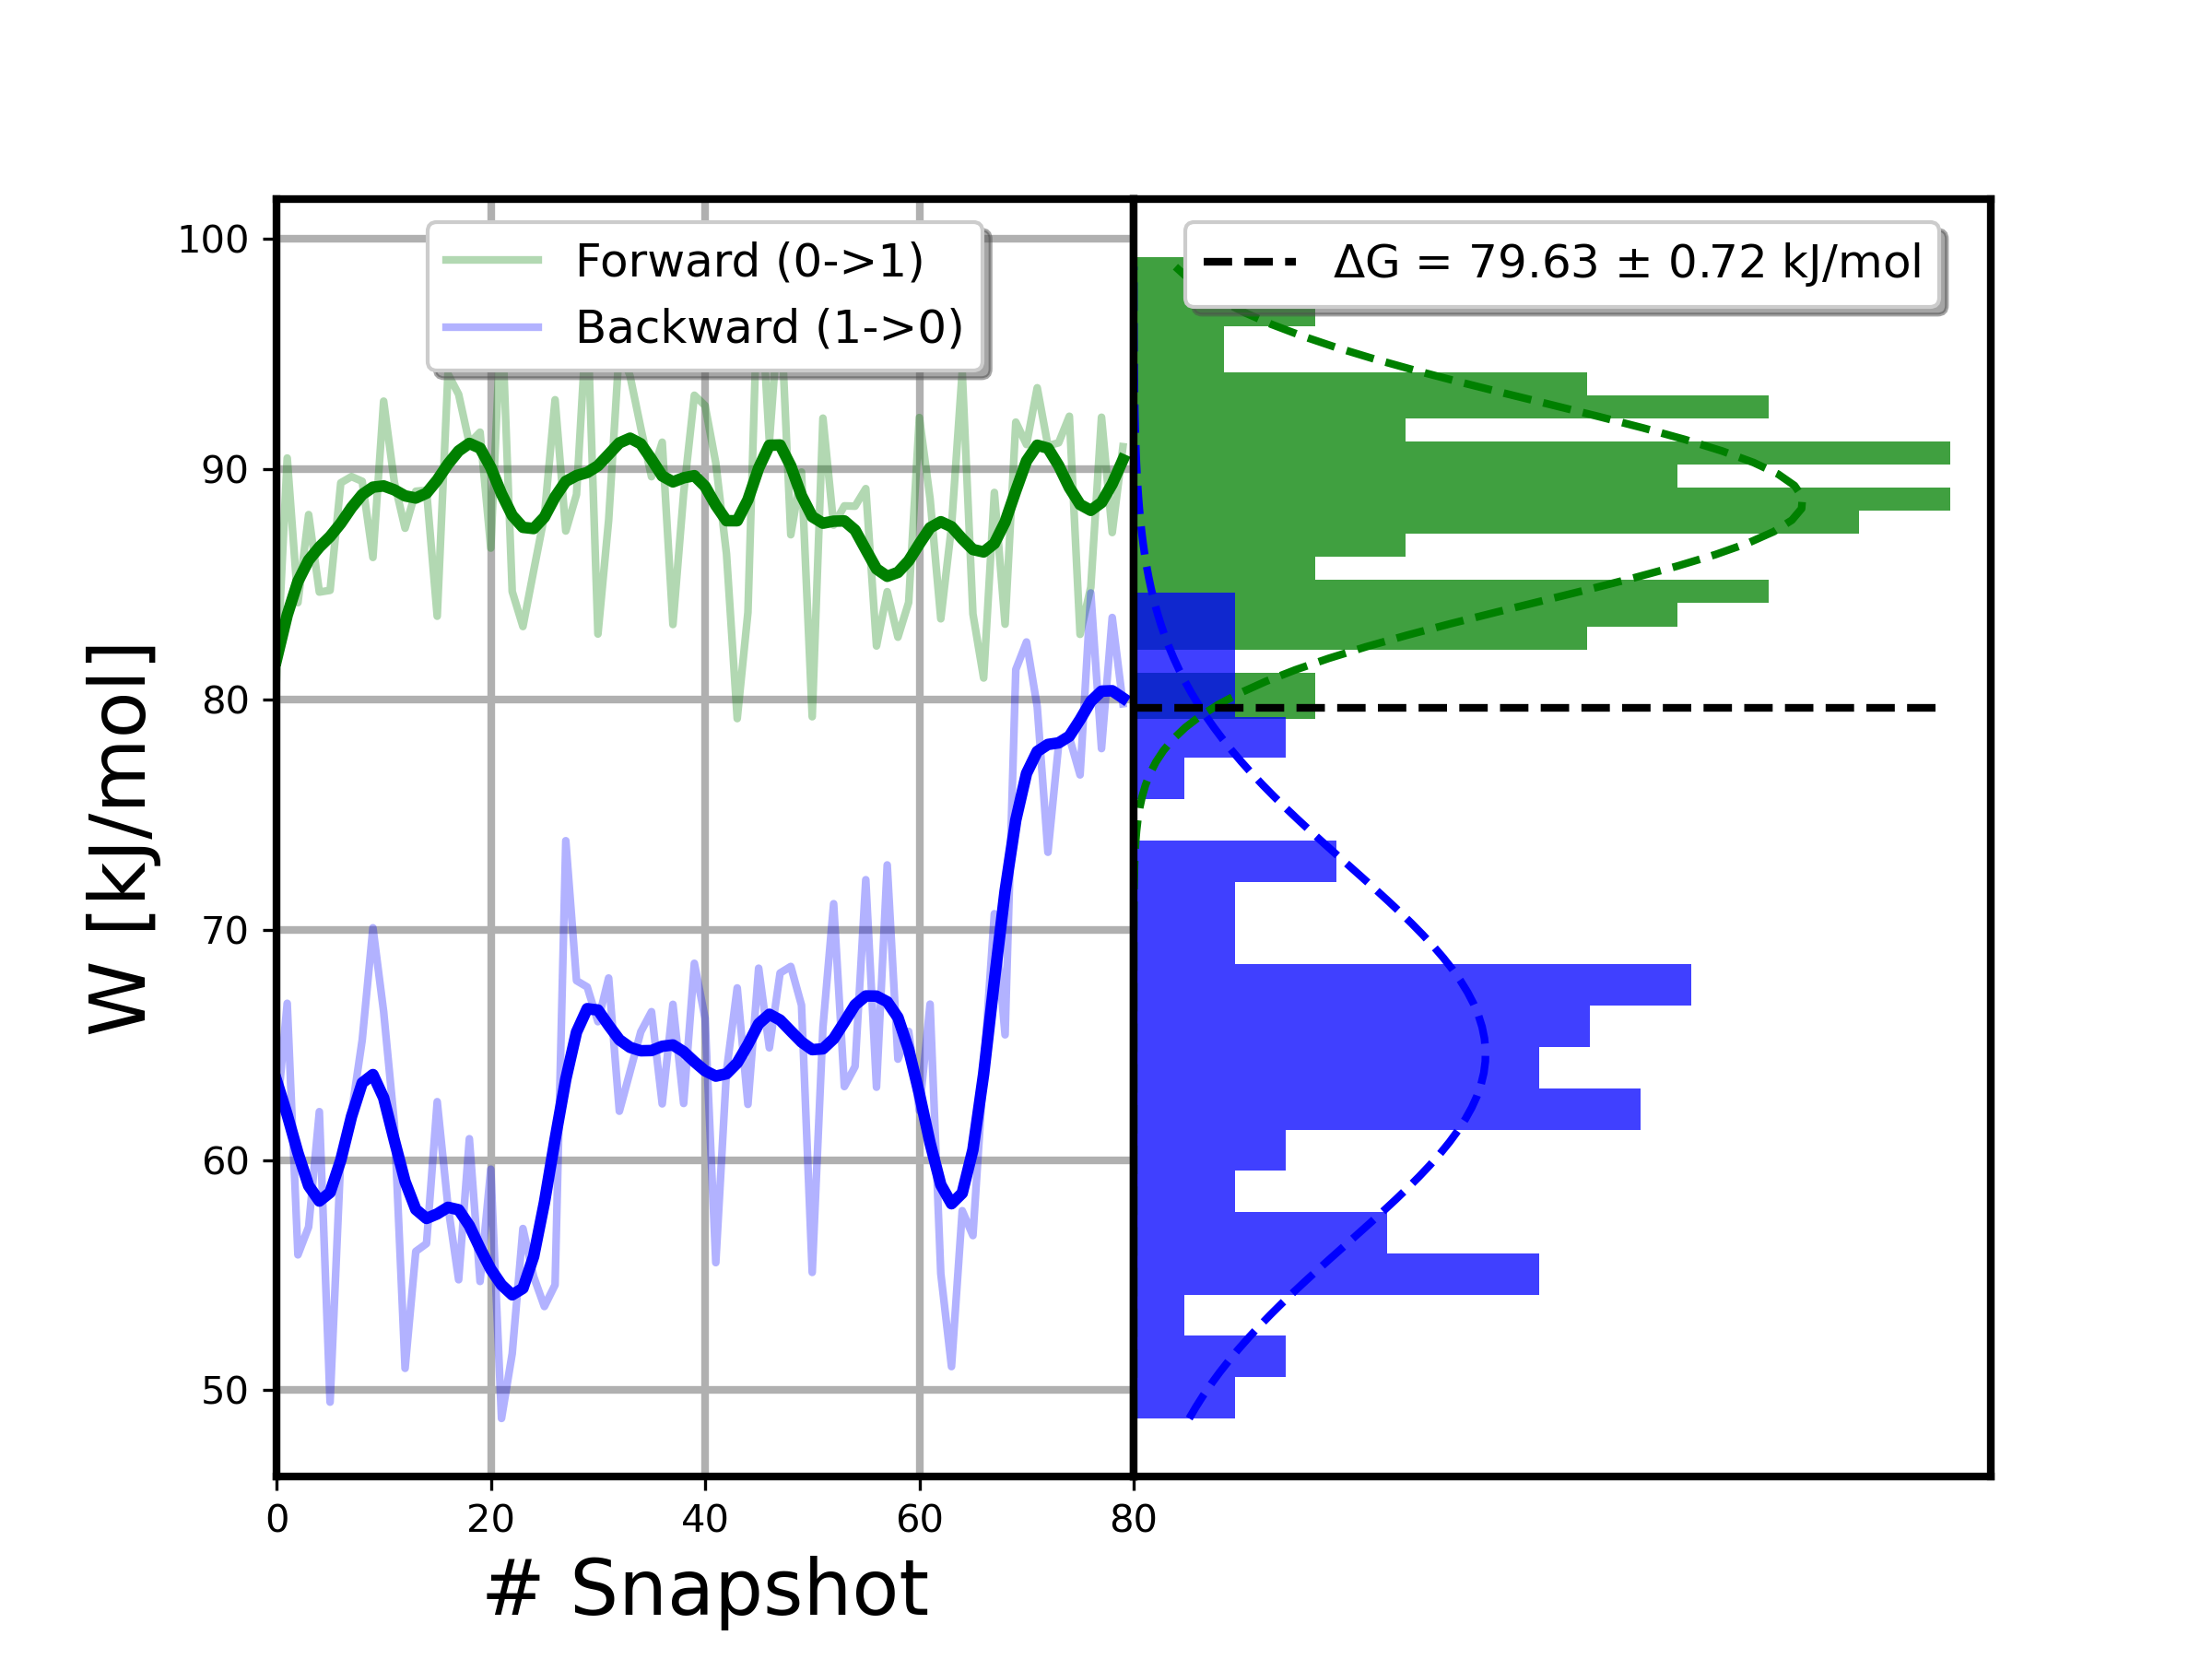 Forward (0->1)
Backward (1->0)
ΔG = 79.63 ± 0.72 kJ/mol
W [kJ/mol]
100
90
80
70
60
50
0
20
40
60
80
# Snapshot